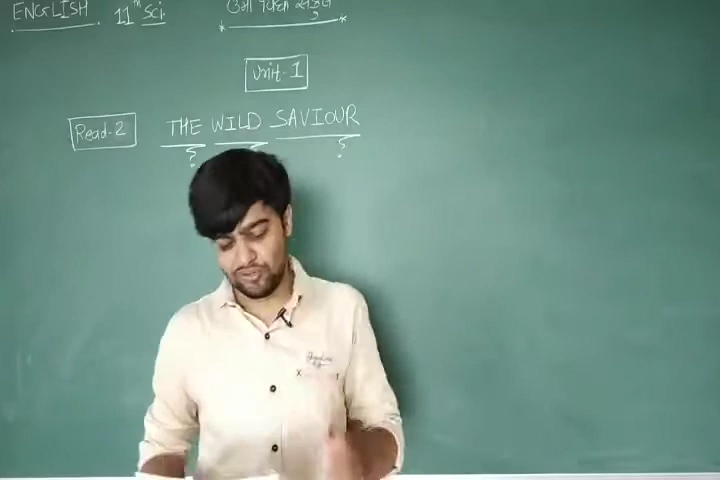 ENGLISH 11th Sci.
Unit-1
Read-2 THE WILD SAVIOUR
? ?